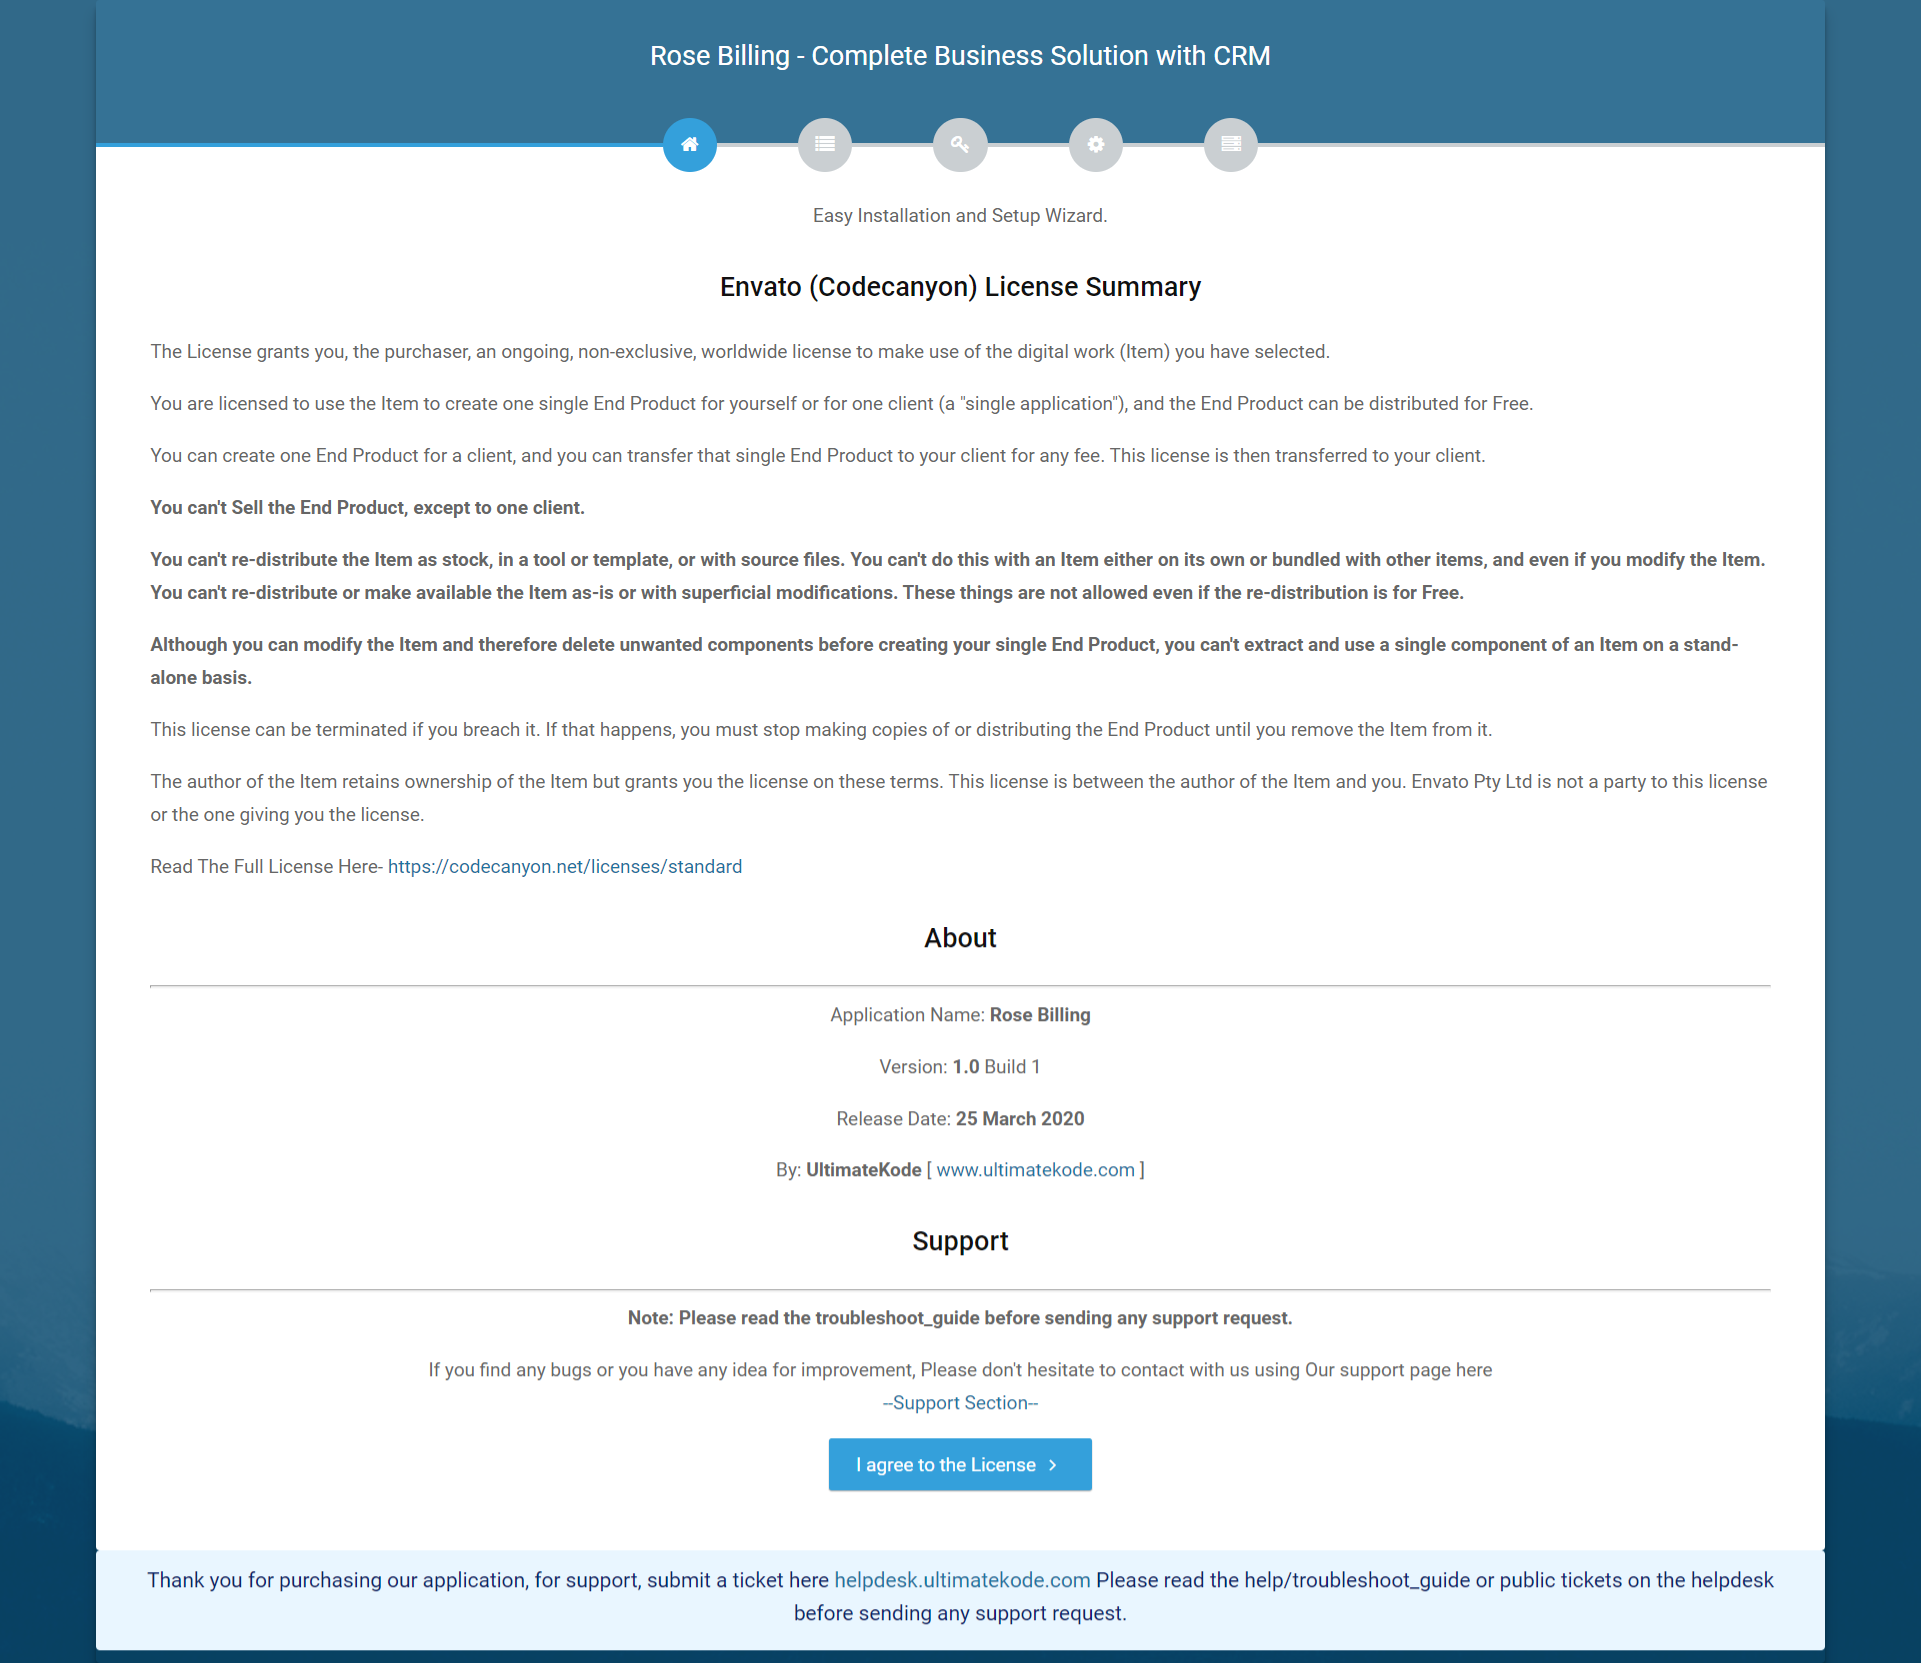 Rose Billing - Complete Business Solution with CRM
Easy Installation and Setup Wizard.
Envato (Codecanyon) License Summary
The License grants you, the purchaser, an ongoing, non-exclusive, worldwide license to make use of the digital work (Item) you have selected.
You are licensed to use the Item to create one single End Product for yourself or for one client (a "single application"), and the End Product can be distributed for Free.
You can create one End Product for a client, and you can transfer that single End Product to your client for any fee. This license is then transferred to your client.
You can't Sell the End Product, except to one client.
You can't re-distribute the Item as stock, in a tool or template, or with source files. You can't do this with an Item either on its own or bundled with other items, and even if you modify the Item.
You can't re-distribute or make available the Item as-is or with superficial modifications. These things are not allowed even if the re-distribution is for Free.
Although you can modify the Item and therefore delete unwanted components before creating your single End Product, you can't extract and use a single component of an Item on a stand-
alone basis.
This license can be terminated if you breach it. If that happens, you must stop making copies of or distributing the End Product until you remove the Item from it.
The author of the Item retains ownership of the Item but grants you the license on these terms. This license is between the author of the Item and you. Envato Pty Ltd is not a party to this license
or the one giving you the license.
Read The Full License Here- https://codecanyon.net/licenses/standard
About
Application Name: Rose Billing
Version: 1.0 Build 1
Release Date: 25 March 2020
By: UltimateKode [ www.ultimatekode.com ]
Support
Note: Please read the troubleshoot_guide before sending any support request.
If you find any bugs or you have any idea for improvement, Please don't hesitate to contact with us using Our support page here
--Support Section--
I agree to the License
Thank you for purchasing our application, for support, submit a ticket here helpdesk.ultimatekode.com Please read the help/troubleshoot_guide or public tickets on the helpdesk
before sending any support request.